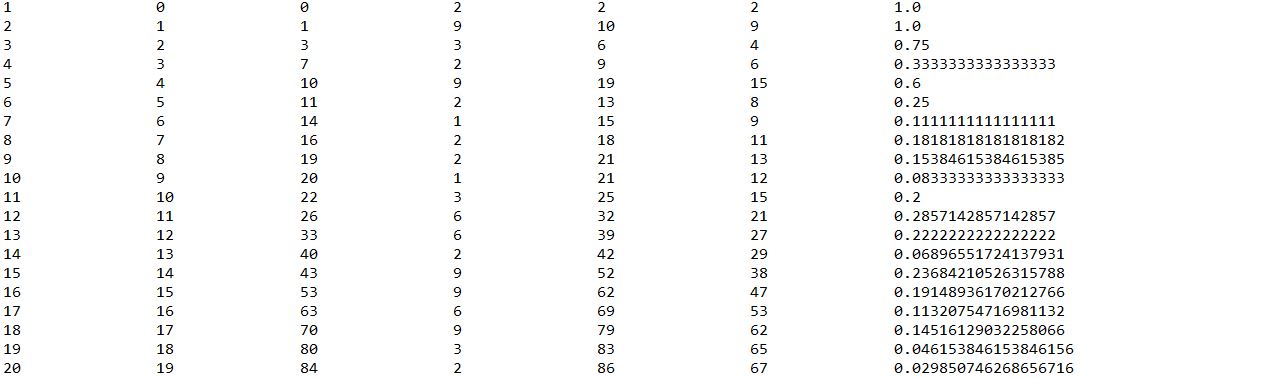 1 0 0 2 2 2 1.0
2 1 1 9 10 9 1.0
3 2 3 3 6 4 0.75
4 3 7 2 9 6 0.3333333333333333
5 4 10 9 19 15 0.6
6 5 11 2 13 8 0.25
7 6 14 1 15 9 0.1111111111111111
8 7 16 2 18 11 0.18181818181818182
9 8 19 2 21 13 0.15384615384615385
10 9 20 1 21 12 0.08333333333333333
11 10 22 3 25 15 0.2
12 11 26 6 32 21 0.2857142857142857
13 12 33 6 39 27 0.2222222222222222
14 13 40 2 42 29 0.06896551724137931
15 14 43 9 52 38 0.23684210526315788
16 15 53 9 62 47 0.19148936170212766
17 16 63 6 69 53 0.11320754716981132
18 17 70 9 79 62 0.14516129032258066
19 18 80 3 83 65 0.046153846153846156
20 19 84 2 86 67 0.029850746268656716